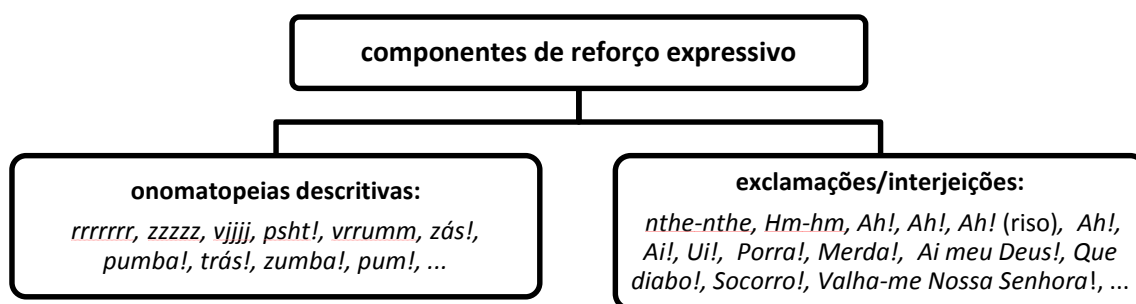 componentes de reforço expressivo
onomatopeias descritivas:
rrrrrrr, zzzzz, vjjjj, psht!, vrrumm, zás!,
pumba!, trás!, zumba!, pum!, ...
exclamações/interjeições:
nthe-nthe, Hm-hm, Ah!, Ah!, Ah! (riso), Ah!,
Ai!, Ui!, Porra!, Merda!, Ai meu Deus!, Que
diabo!, Socorro!, Valha-me Nossa Senhora!, ...